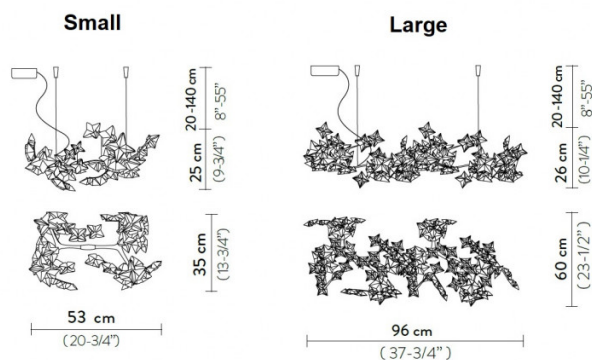 Small
20-140 cm
8"-55"
25 cm
(9-3/4")
35 cm
(13-3/4")
53 cm
(20-3/4")
Large
20-140 cm
8"-55"
26 cm
(10-1/4")
60 cm
(23-1/2")
96 cm
(37-3/4")